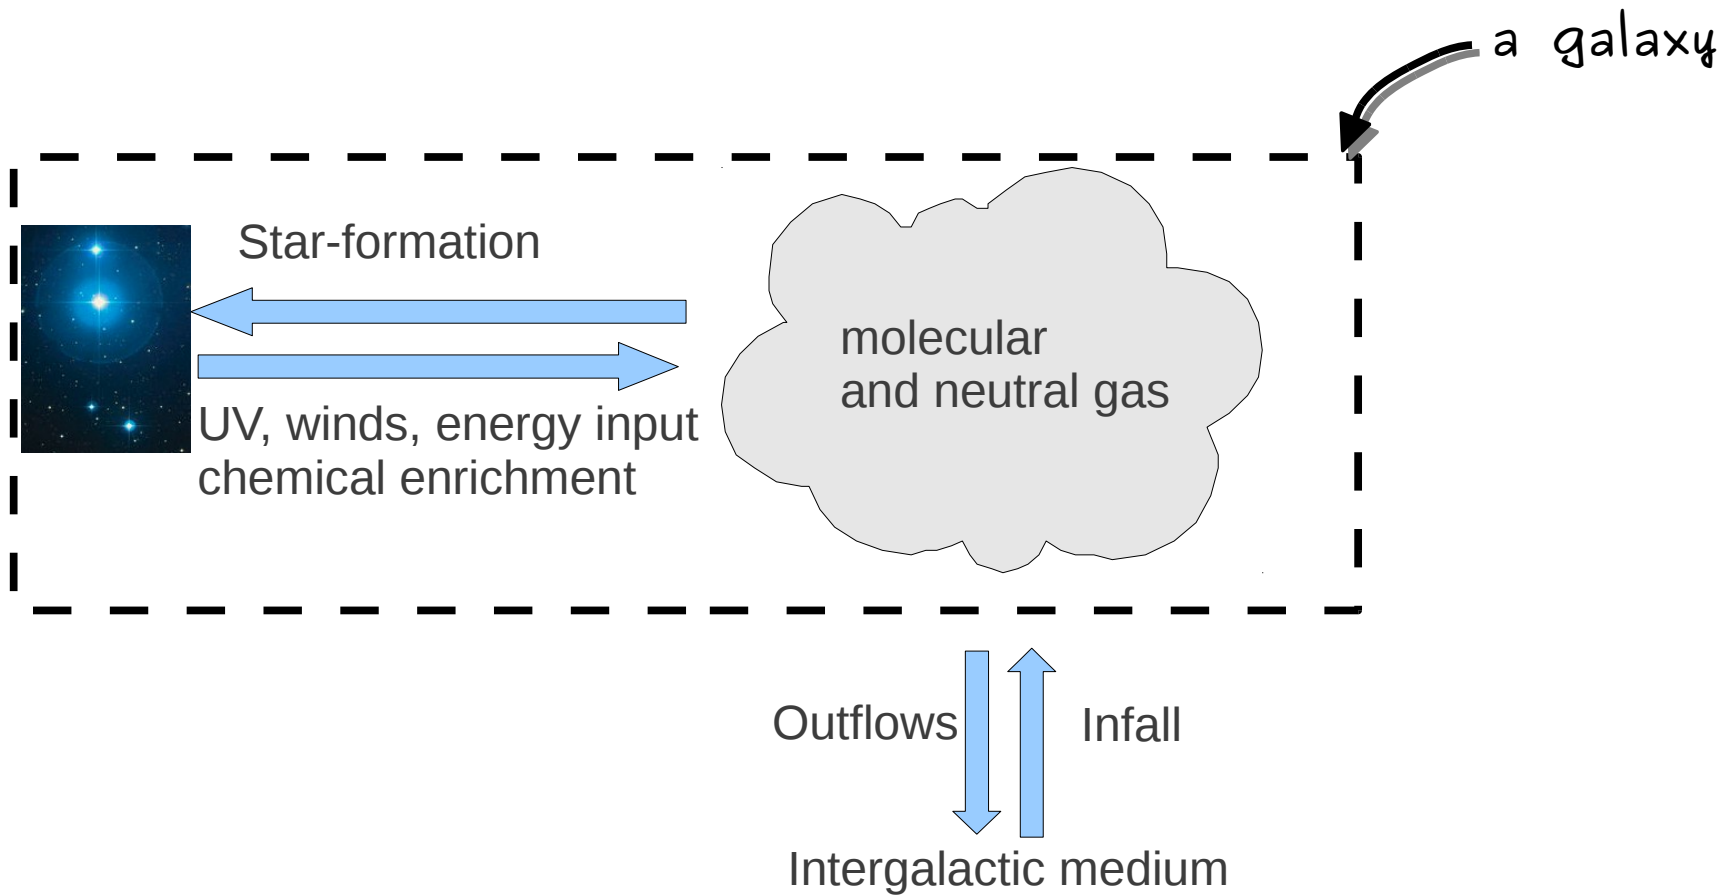 a galaxy
Star-formation
UV, winds, energy input
chemical enrichment
molecular
and neutral gas
Outflows
Infall
Intergalactic medium